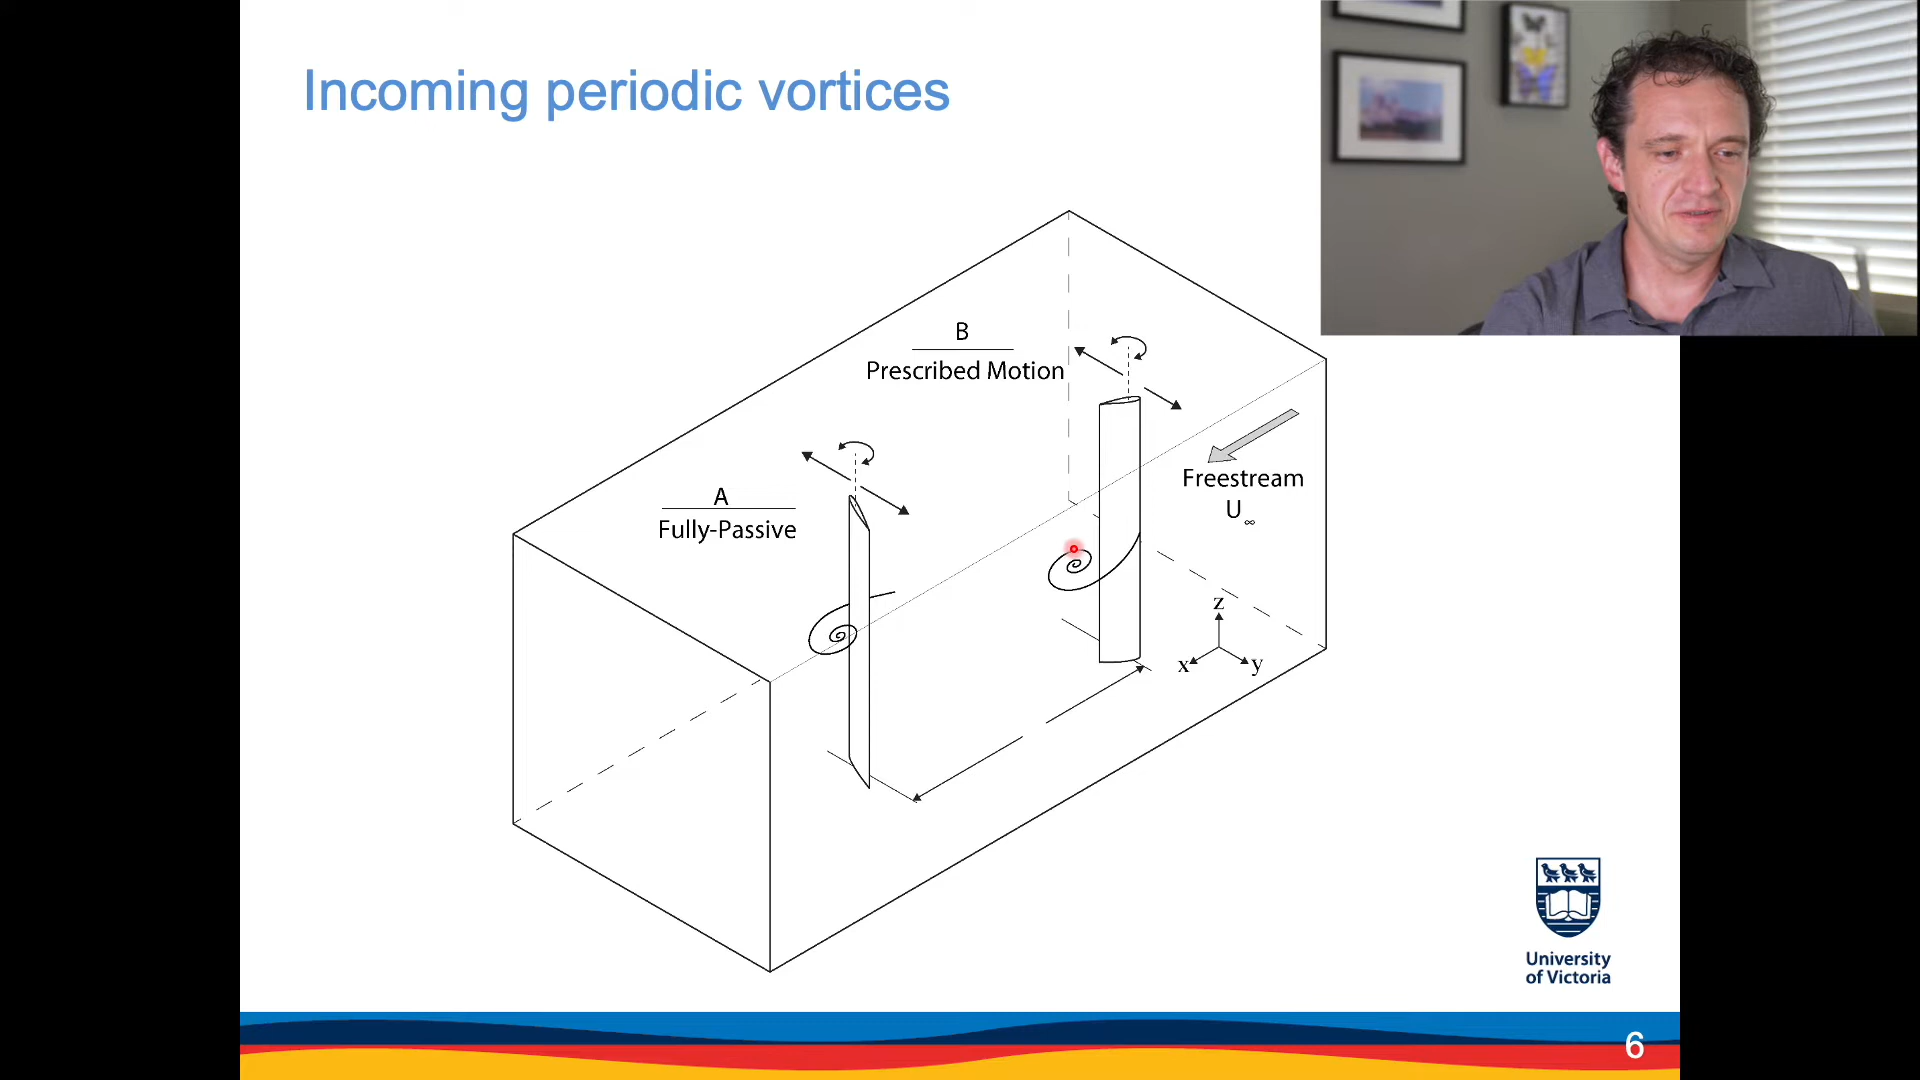 Incoming periodic vortices
B
Prescribed Motion
A
Fully-Passive
Freestream
U∞
z
x
y
University
of Victoria
6